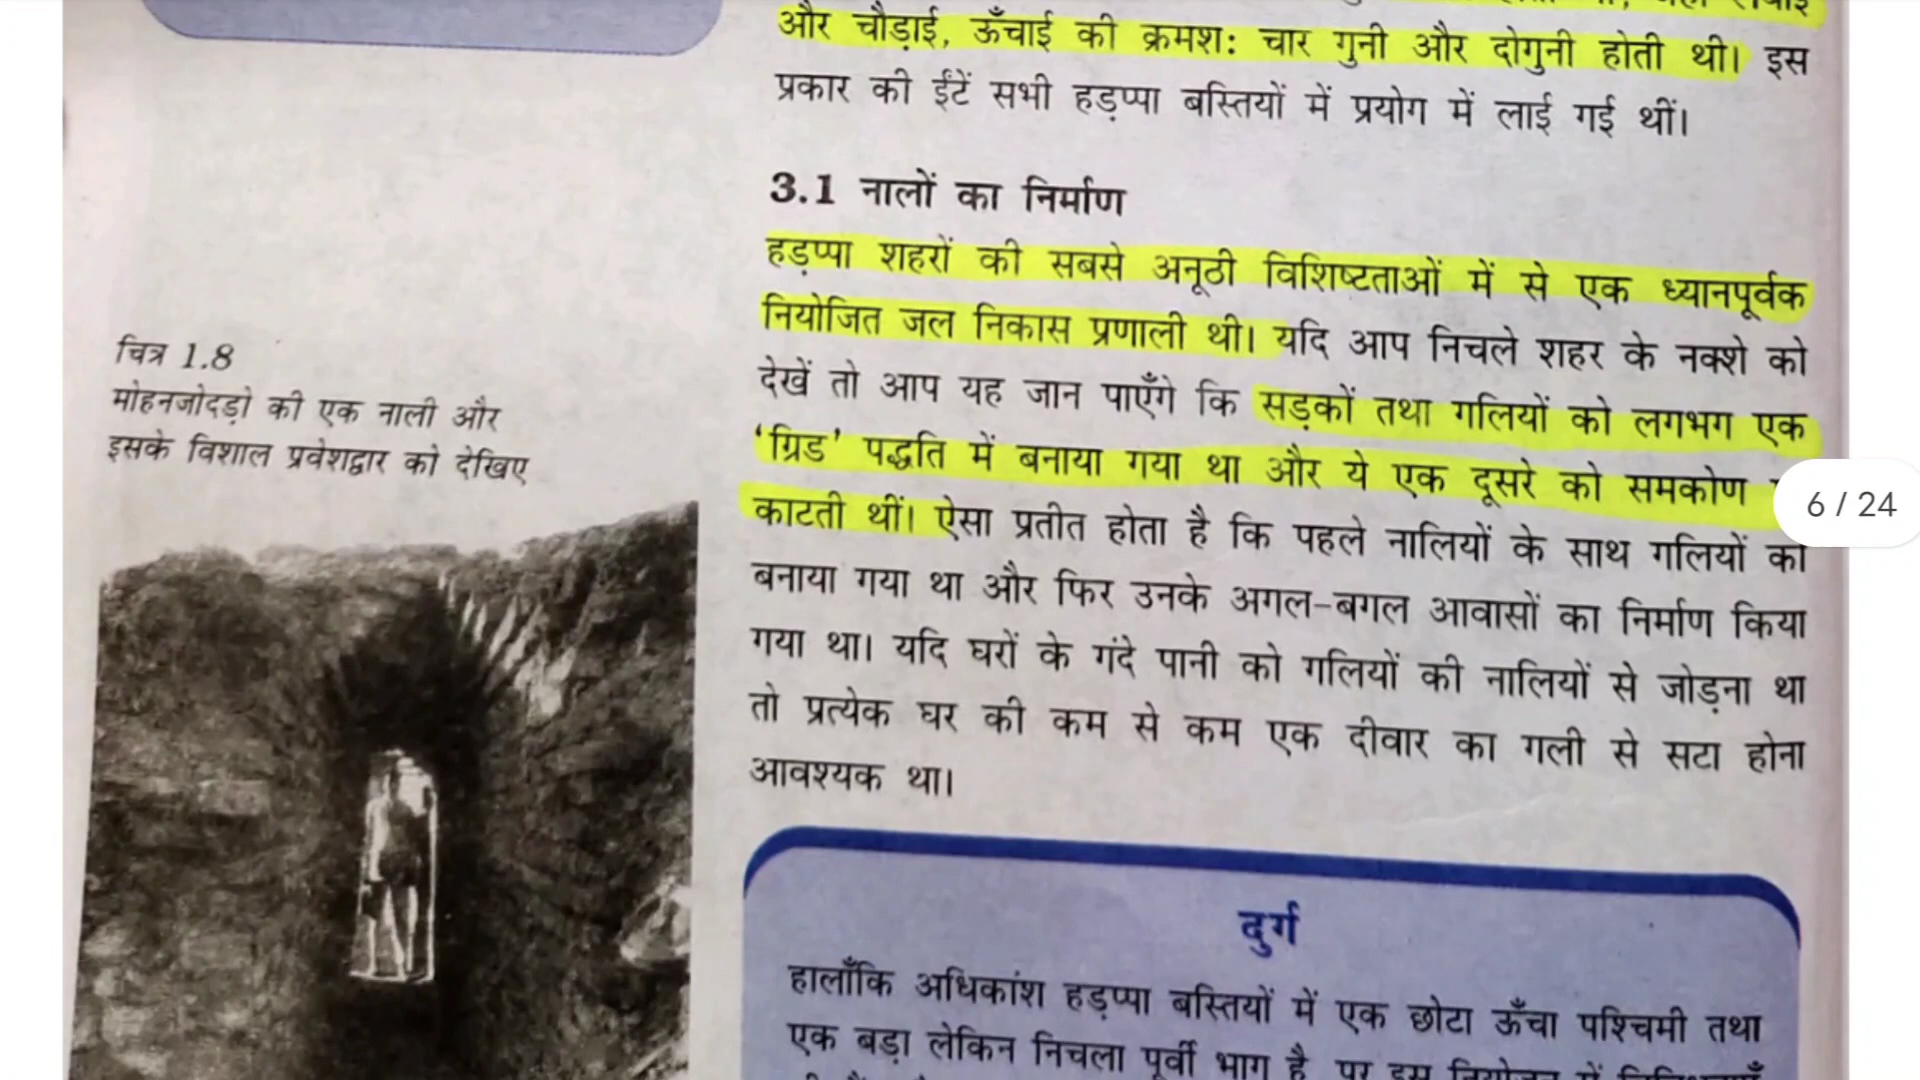 और चौड़ाई, ऊँचाई की क्रमशः चार गुनी और दोगुनी होती थी। इस
प्रकार की ईंटें सभी हड़प्पा बस्तियों में प्रयोग में लाई गई थीं।
3.1 नालों का निर्माण
हड़प्पा शहरों की सबसे अनूठी विशिष्टताओं में से एक ध्यानपूर्वक
नियोजित जल निकास प्रणाली थी। यदि आप निचले शहर के नक्शे को
देखें तो आप यह जान पाएँगे कि सड़कों तथा गलियों को लगभग एक
‘ग्रिड’ पद्धति में बनाया गया था और ये एक दूसरे को समकोण
काटती थीं। ऐसा प्रतीत होता है कि पहले नालियों के साथ गलियों को
बनाया गया था और फिर उनके अगल-बगल आवासों का निर्माण किया
गया था। यदि घरों के गंदे पानी को गलियों की नालियों से जोड़ना था
तो प्रत्येक घर की कम से कम एक दीवार का गली से सटा होना
आवश्यक था।
चित्र 1.8
मोहनजोदड़ो की एक नाली और
इसके विशाल प्रवेशद्वार को देखिए
6 / 24
दुर्ग
हालाँकि अधिकांश हड़प्पा बस्तियों में एक छोटा ऊँचा पश्चिमी तथा
एक बड़ा लेकिन निचला पूर्वी भाग है, पर इस नियोजन में